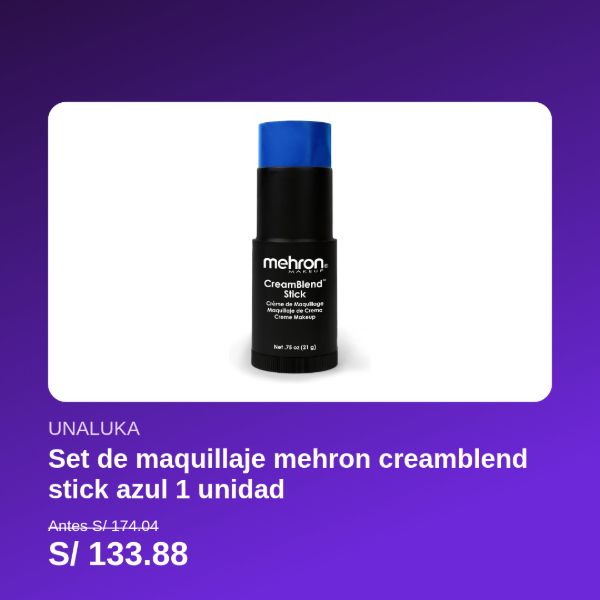 mehron®
MAKEUP
CreamBlend™
Stick
Crème de Maquillage
Maquillaje de Crema
Creme Makeup
Net .75 oz (21 g)
UNALUKA
Set de maquillaje mehron creamblend
stick azul 1 unidad
Antes S/ 174.04
S/ 133.88